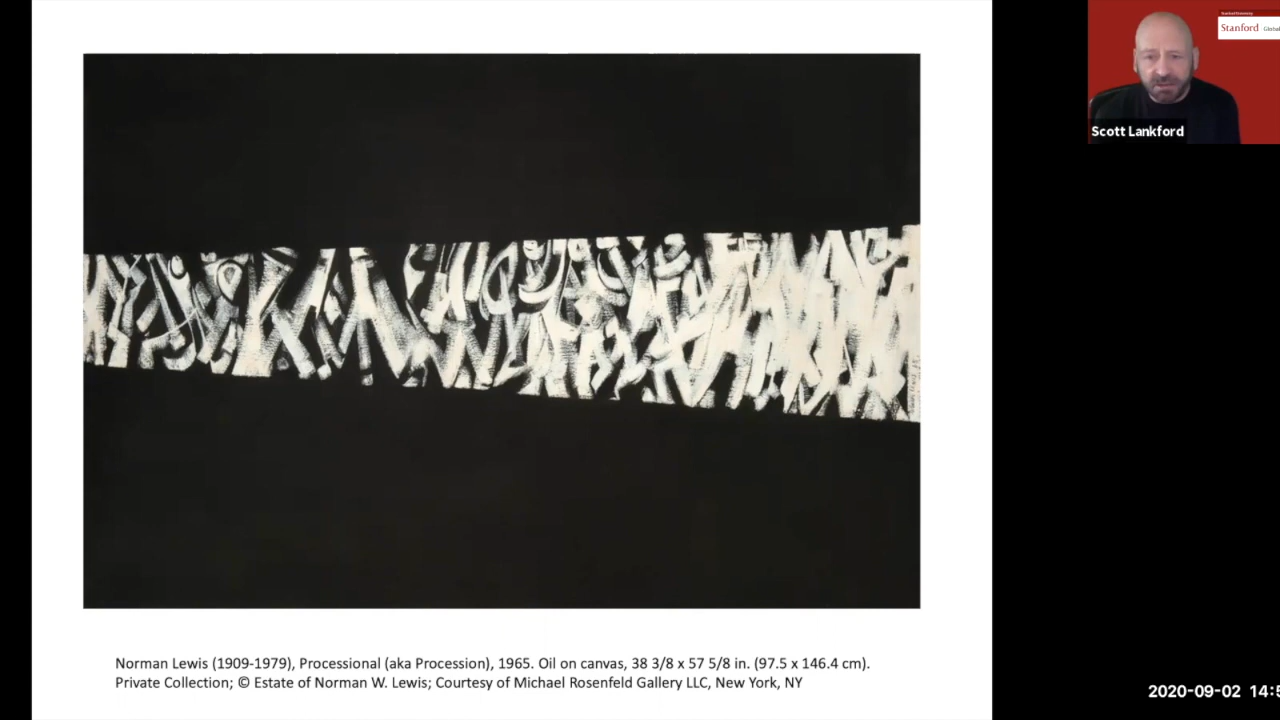 Stanford
Scott Lankford
Norman Lewis (1909-1979), Processional (aka Procession), 1965. Oil on canvas, 38 3/8 x 57 5/8 in. (97.5 x 146.4 cm).
Private Collection; © Estate of Norman W. Lewis; Courtesy of Michael Rosenfeld Gallery LLC, New York, NY
2020-09-02 14:5